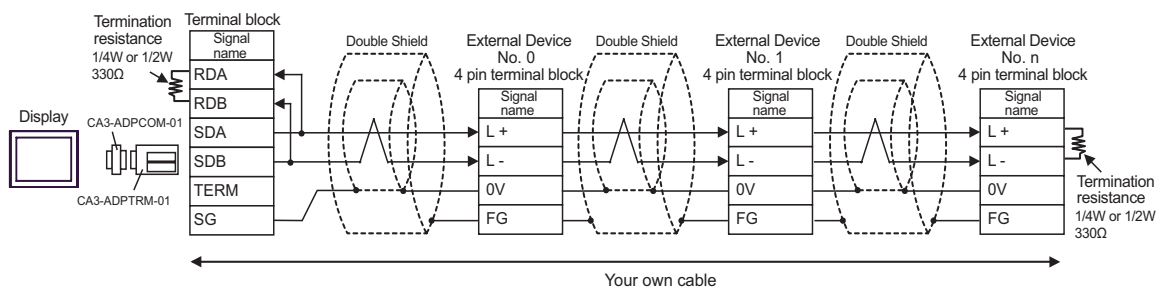 Termination
resistance
1/4W or 1/2W
330Ω
Terminal block
Signal
name
RDA
RDB
SDA
SDB
TERM
SG
Display
CA3-ADPCOM-01
CA3-ADPTRM-01
Double Shield
External Device
No. 0
4 pin terminal block
Signal
name
L +
L -
0V
FG
Double Shield
External Device
No. 1
4 pin terminal block
Signal
name
L +
L -
0V
FG
Double Shield
External Device
No. n
4 pin terminal block
Signal
name
L +
L -
0V
FG
Termination
resistance
1/4W or 1/2W
330Ω
Your own cable